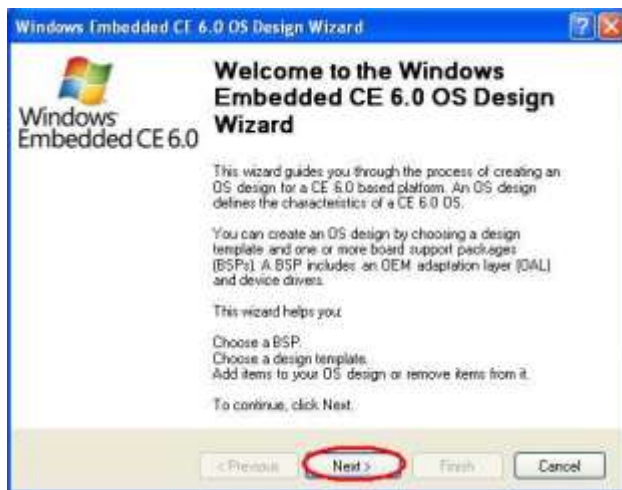 Windows Embedded CE 6.0 OS Design Wizard
Windows
Embedded CE 6.0
Welcome to the Windows
Embedded CE 6.0 OS Design
Wizard
This wizard guides you through the process of creating an
OS design for a CE 6.0 based platform. An OS design
defines the characteristics of a CE 6.0 OS.
You can create an OS design by choosing a design
template and one or more board support packages
(BSPs). A BSP includes an OEM adaptation layer (OAL)
and device drivers.
This wizard helps you:
Choose a BSP.
Choose a design template.
Add items to your OS design or remove items from it.
To continue, click Next.
< Previous
Next >
Finish
Cancel